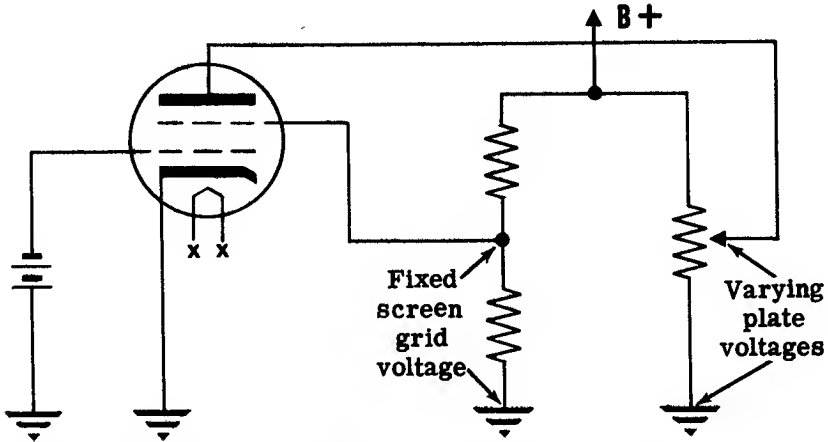 B+
x x
Fixed
screen
grid
voltage
Varying
plate
voltages